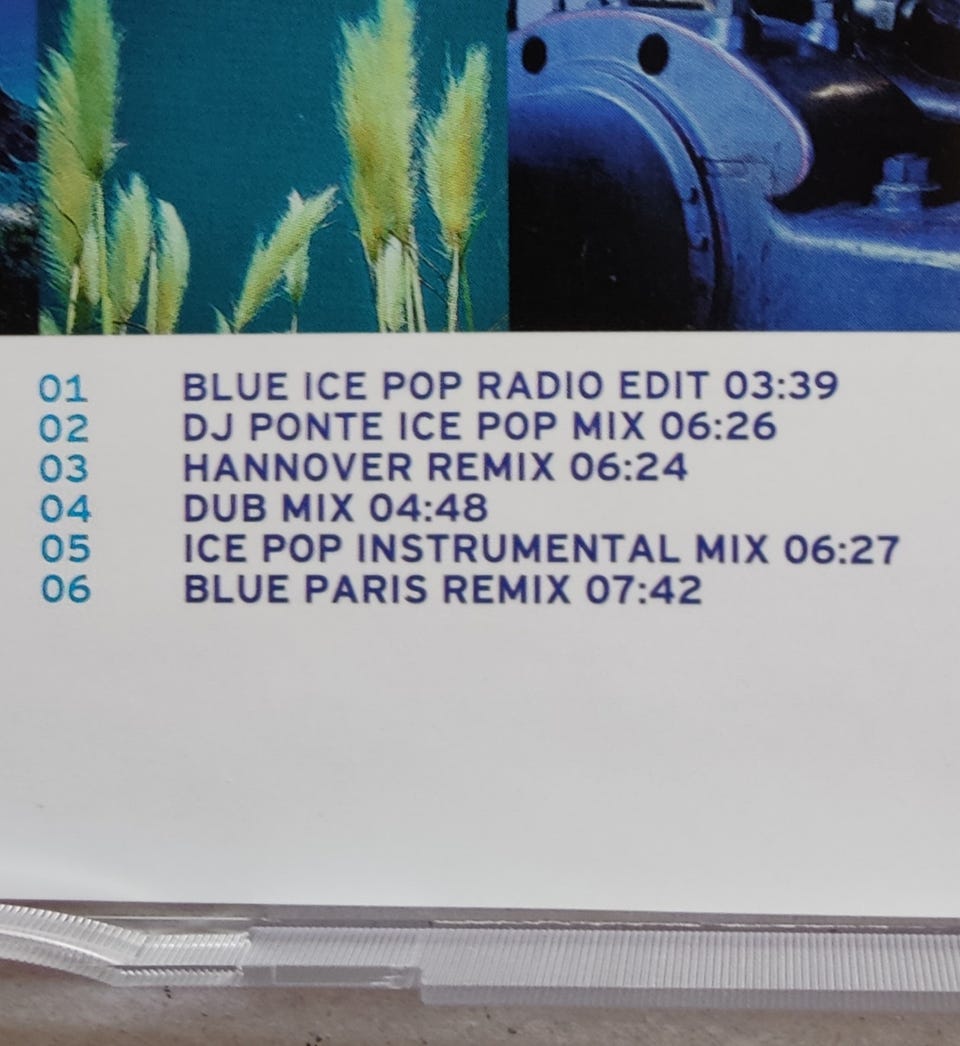 01 BLUE ICE POP RADIO EDIT 03:39
02 DJ PONTE ICE POP MIX 06:26
03 HANNOVER REMIX 06:24
04 DUB MIX 04:48
05 ICE POP INSTRUMENTAL MIX 06:27
06 BLUE PARIS REMIX 07:42